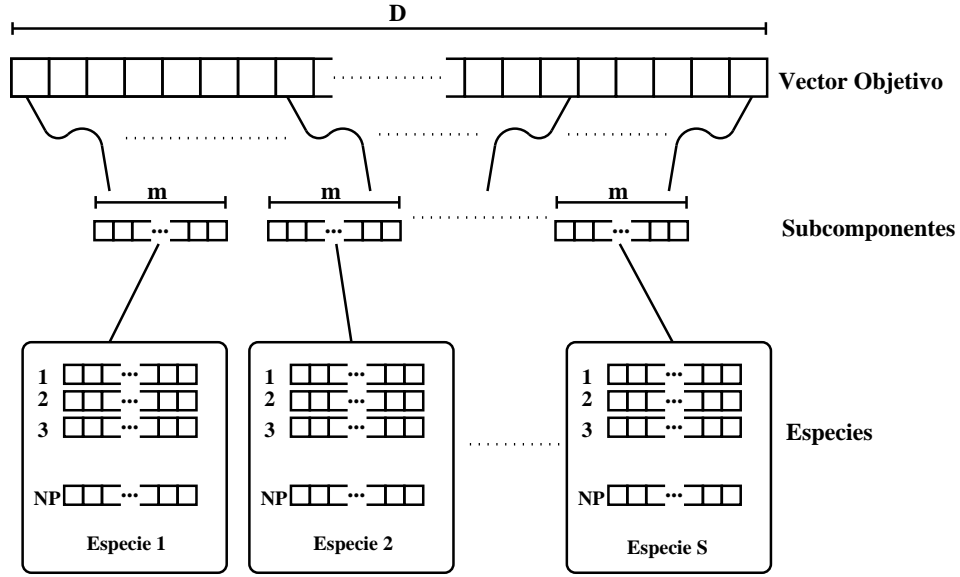 D
Vector Objetivo
m m m
... ... ...
Subcomponentes
1 ... 1 ... 1 ...
2 ... 2 ... 2 ...
3 ... 3 ... 3 ...
Especies
NP ... NP ... NP ...
Especie 1 Especie 2 Especie S